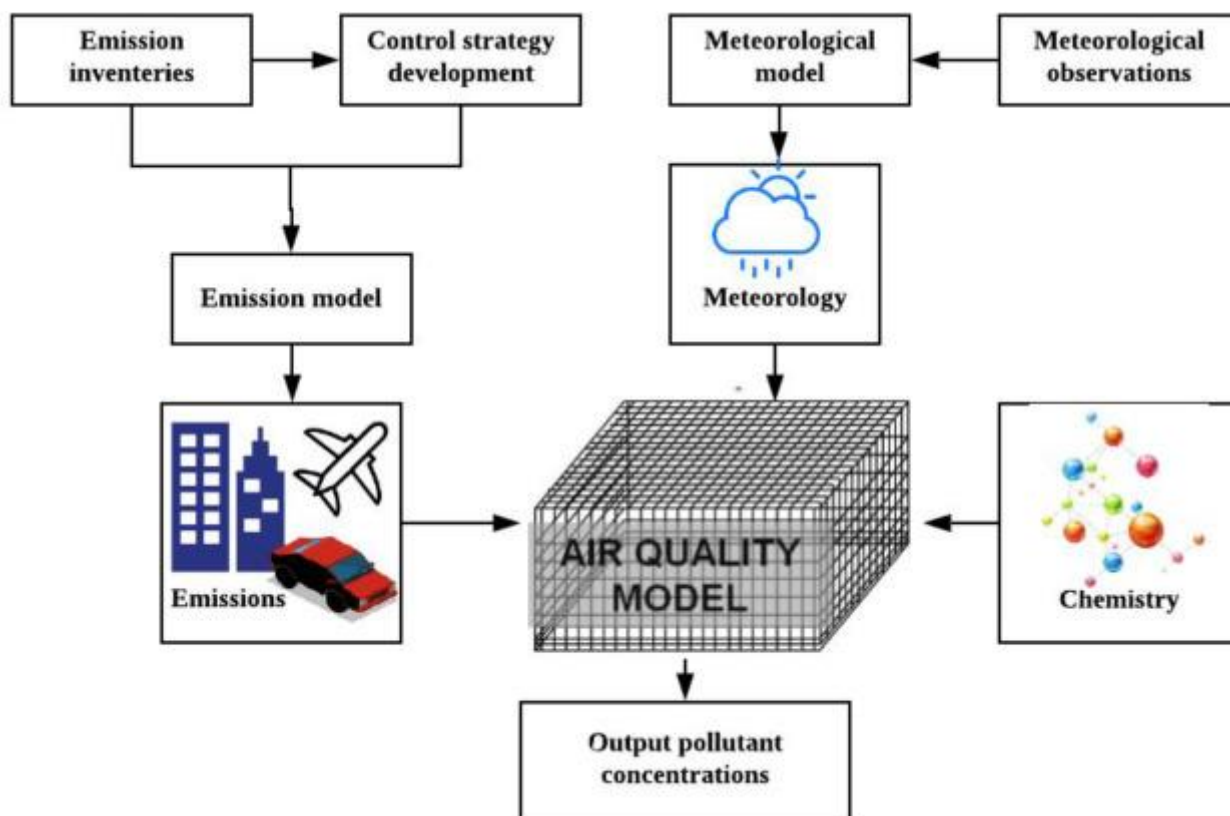 Emission
inventeries
Control strategy
development
Meteorological
model
Meteorological
observations
Meteorology
Emission model
Emissions
AIR QUALITY
MODEL
Chemistry
Output pollutant
concentrations